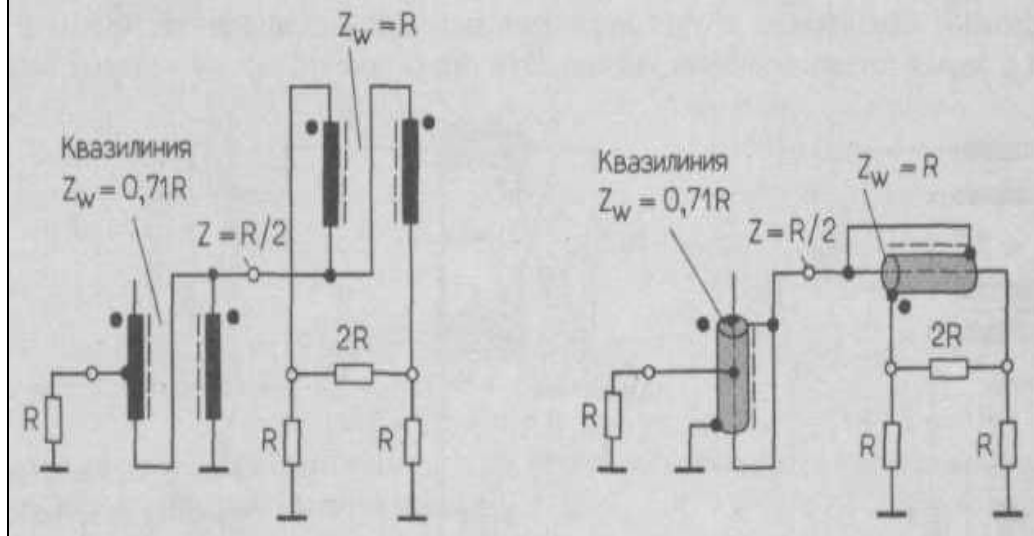 Z_W = R
Квазилиния
Z_W = 0,71R
Z = R/2
2R
R
R
R
Квазилиния
Z_W = 0,71R
Z_W = R
Z = R/2
2R
R
R
R